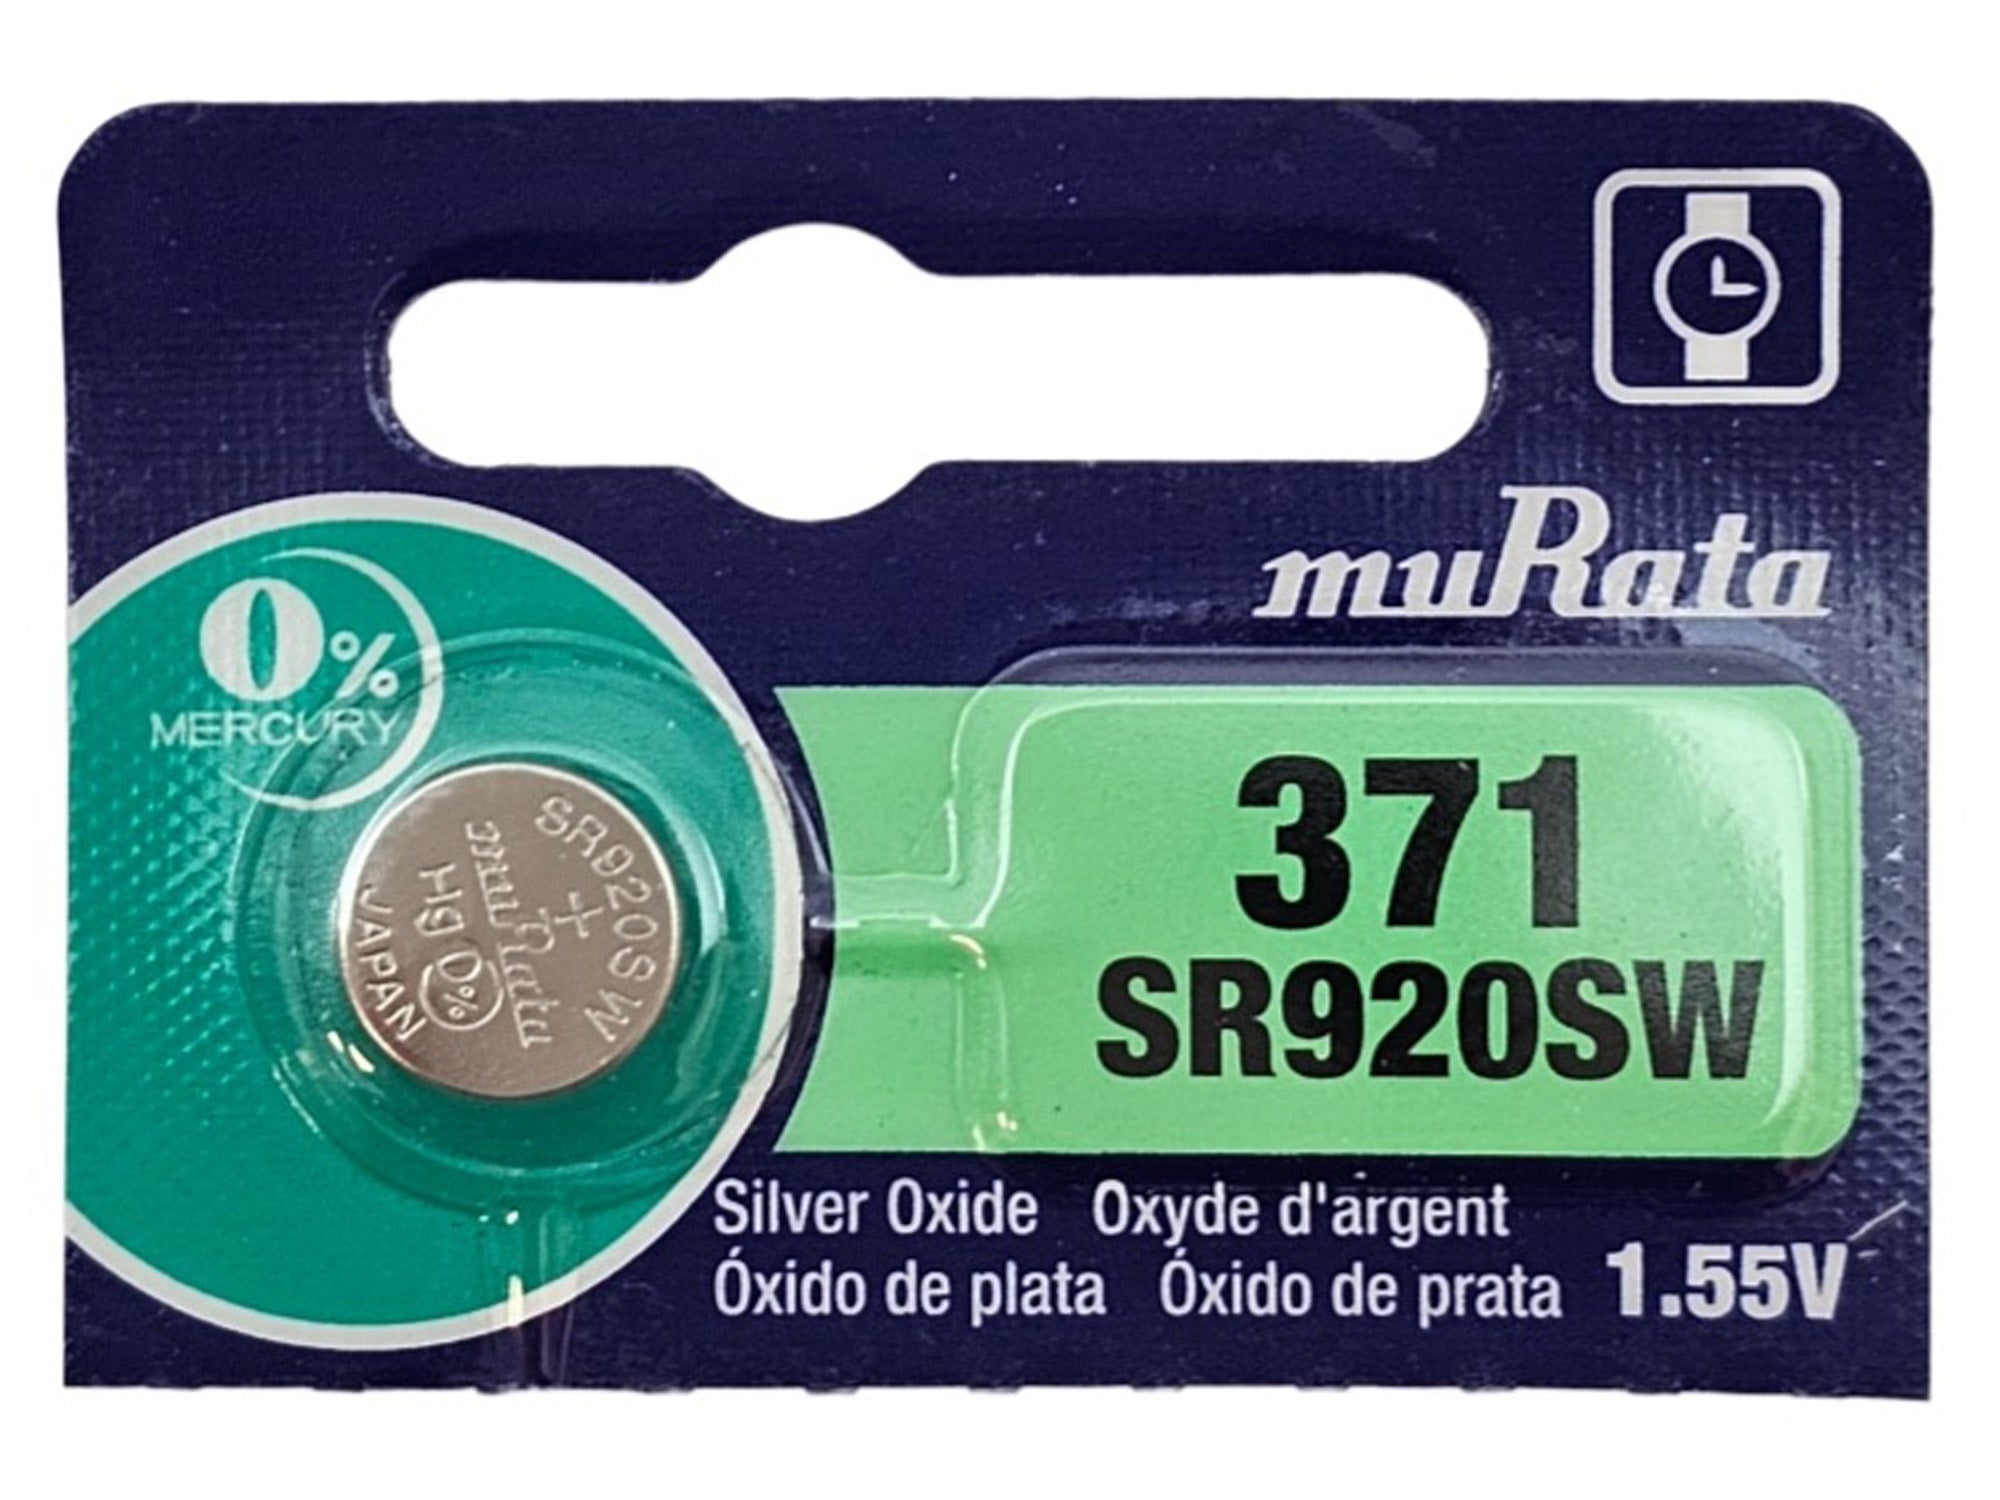 muRata
0%
MERCURY
371
SR920SW
SR920SW
+
muRata
Hg 0%
JAPAN
Silver Oxide Oxyde d'argent
Óxido de plata Óxido de prata 1.55V